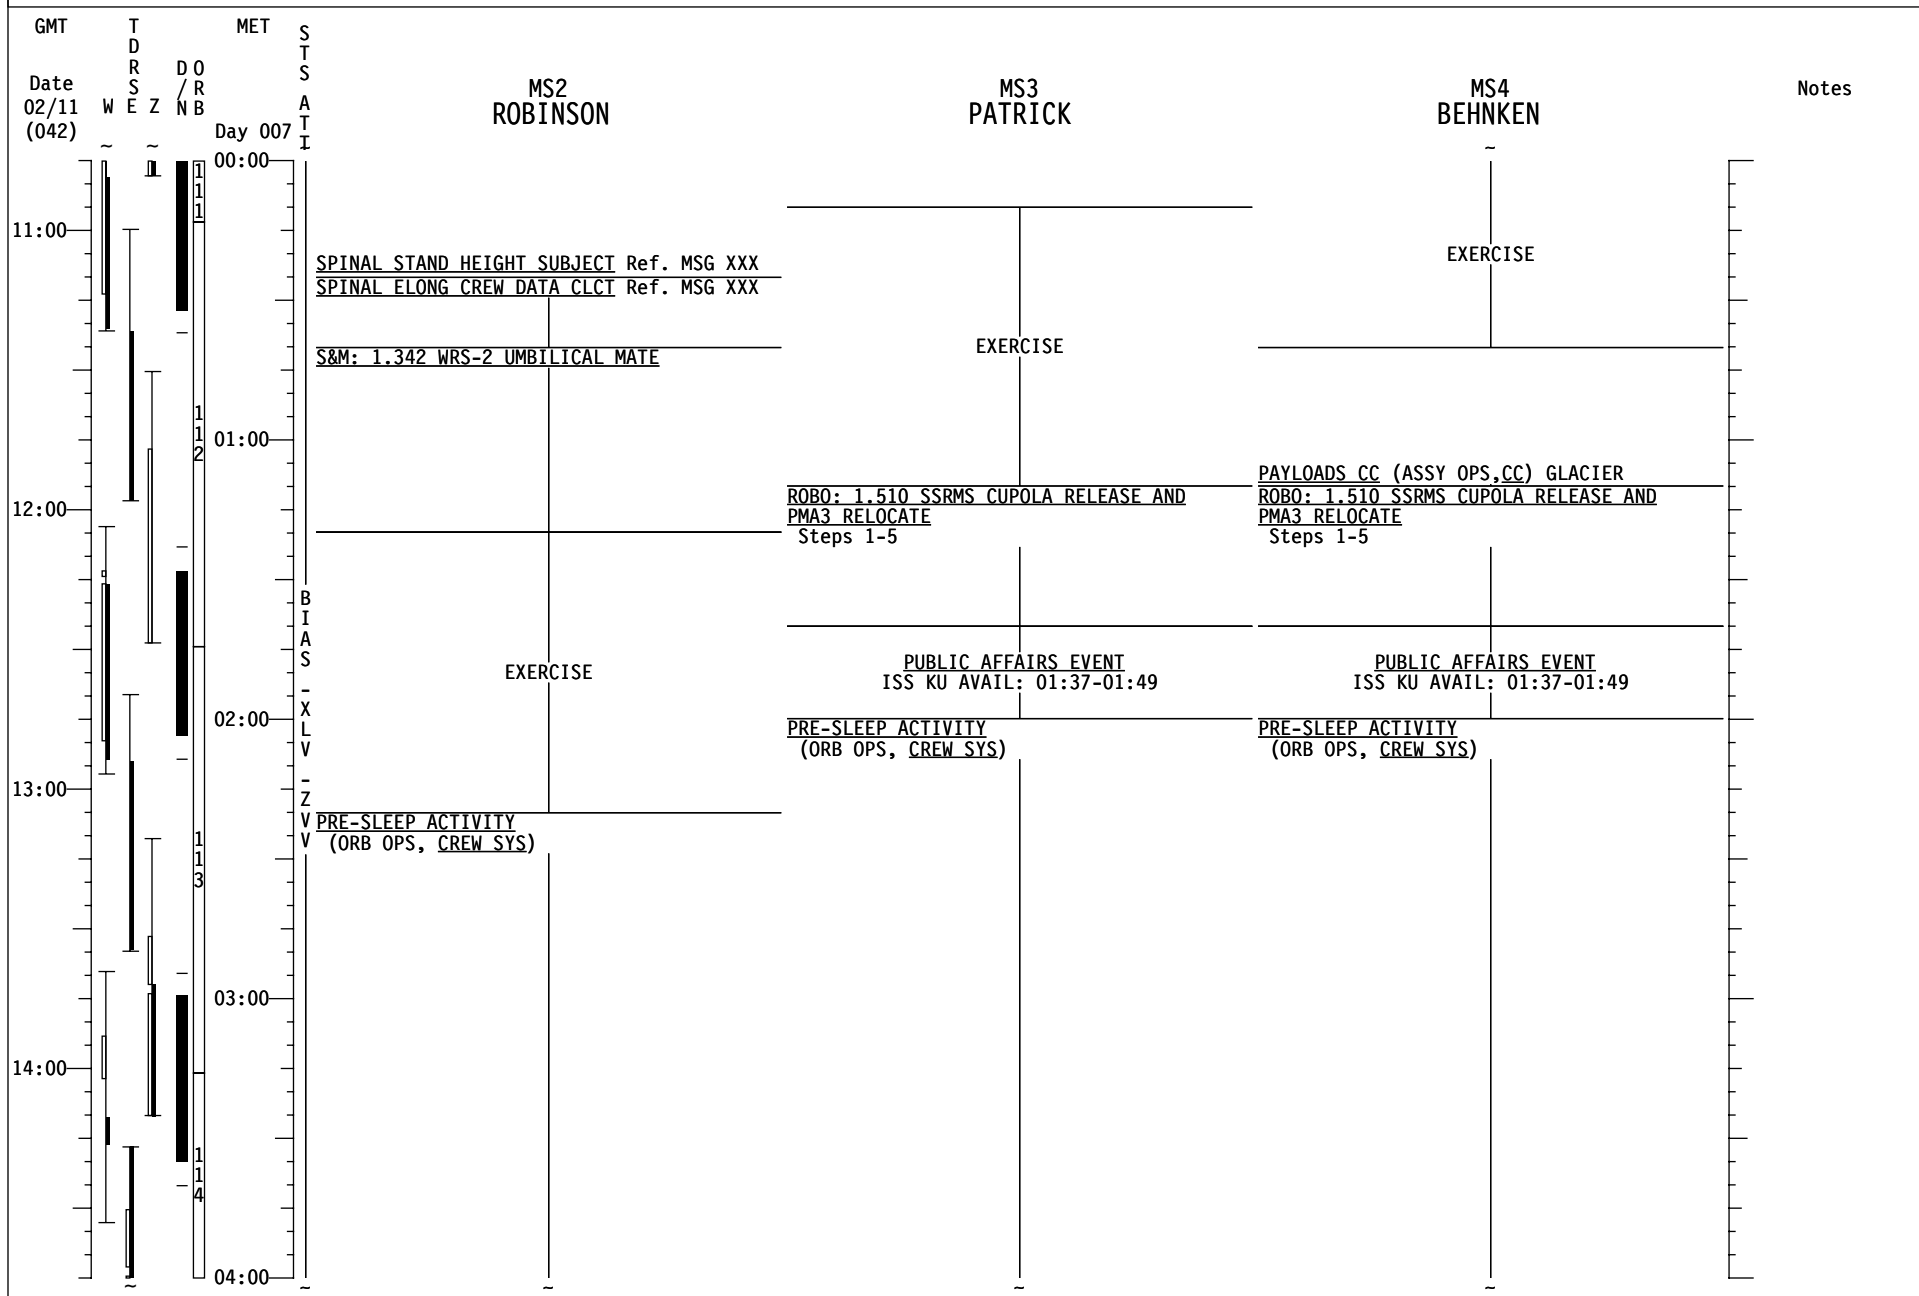 GMT
TDRS
MET
STS ATT
Date
02/11
(042)
W E Z
D/N
ORB
Day 007
MS2
ROBINSON
MS3
PATRICK
MS4
BEHNKEN
Notes
~ ~ ~ ~
00:00
111
11:00
EXERCISE
SPINAL STAND HEIGHT SUBJECT Ref. MSG XXX
SPINAL ELONG CREW DATA CLCT Ref. MSG XXX
EXERCISE
S&M: 1.342 WRS-2 UMBILICAL MATE
112
01:00
PAYLOADS CC (ASSY OPS,CC) GLACIER
12:00
ROBO: 1.510 SSRMS CUPOLA RELEASE AND
PMA3 RELOCATE
Steps 1-5
ROBO: 1.510 SSRMS CUPOLA RELEASE AND
PMA3 RELOCATE
Steps 1-5
BIAS -XLV -ZVV
EXERCISE
PUBLIC AFFAIRS EVENT
ISS KU AVAIL: 01:37-01:49
PUBLIC AFFAIRS EVENT
ISS KU AVAIL: 01:37-01:49
02:00
PRE-SLEEP ACTIVITY
(ORB OPS, CREW SYS)
PRE-SLEEP ACTIVITY
(ORB OPS, CREW SYS)
13:00
PRE-SLEEP ACTIVITY
(ORB OPS, CREW SYS)
113
03:00
14:00
114
04:00
~ ~ ~ ~ ~